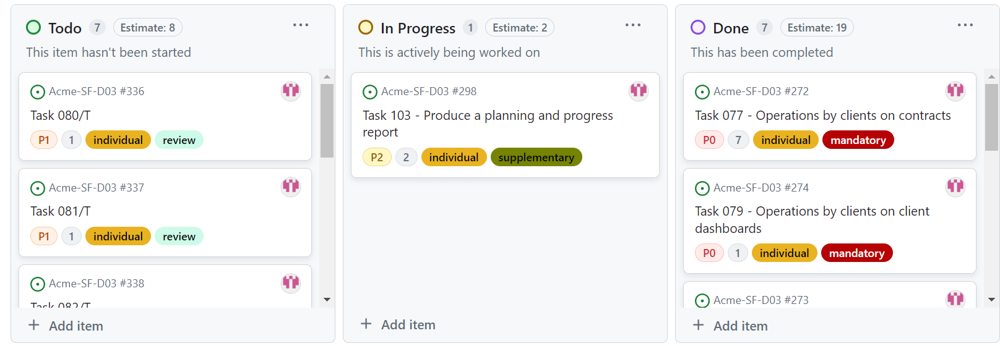 Todo 7 Estimate: 8
This item hasn't been started
Acme-SF-D03 #336
Task 080/T
P1 1 individual review
Acme-SF-D03 #337
Task 081/T
P1 1 individual review
Acme-SF-D03 #338
Task 082/T
+ Add item
In Progress 1 Estimate: 2
This is actively being worked on
Acme-SF-D03 #298
Task 103 - Produce a planning and progress
report
P2 2 individual supplementary
+ Add item
Done 7 Estimate: 19
This has been completed
Acme-SF-D03 #272
Task 077 - Operations by clients on contracts
P0 7 individual mandatory
Acme-SF-D03 #274
Task 079 - Operations by clients on client
dashboards
P0 1 individual mandatory
Acme-SF-D03 #273
+ Add item